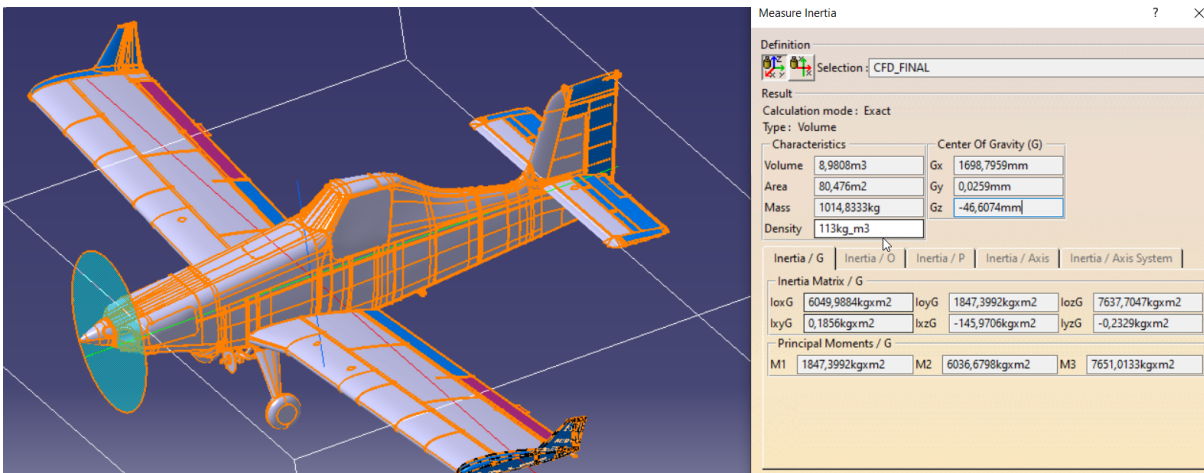 Measure Inertia ? ×
Definition
Selection : CFD_FINAL
Result
Calculation mode : Exact
Type : Volume
Characteristics Center Of Gravity (G)
Volume 8,9808m3 Gx 1698,7959mm
Area 80,476m2 Gy 0,0259mm
Mass 1014,8333kg Gz -46,6074mm
Density 113kg_m3
Inertia / G Inertia / O Inertia / P Inertia / Axis Inertia / Axis System
Inertia Matrix / G
IoxG 6049,9884kgxm2 IoyG 1847,3992kgxm2 IozG 7637,7047kgxm2
IxyG 0,1856kgxm2 IxzG -145,9706kgxm2 IyzG -0,2329kgxm2
Principal Moments / G
M1 1847,3992kgxm2 M2 6036,6798kgxm2 M3 7651,0133kgxm2